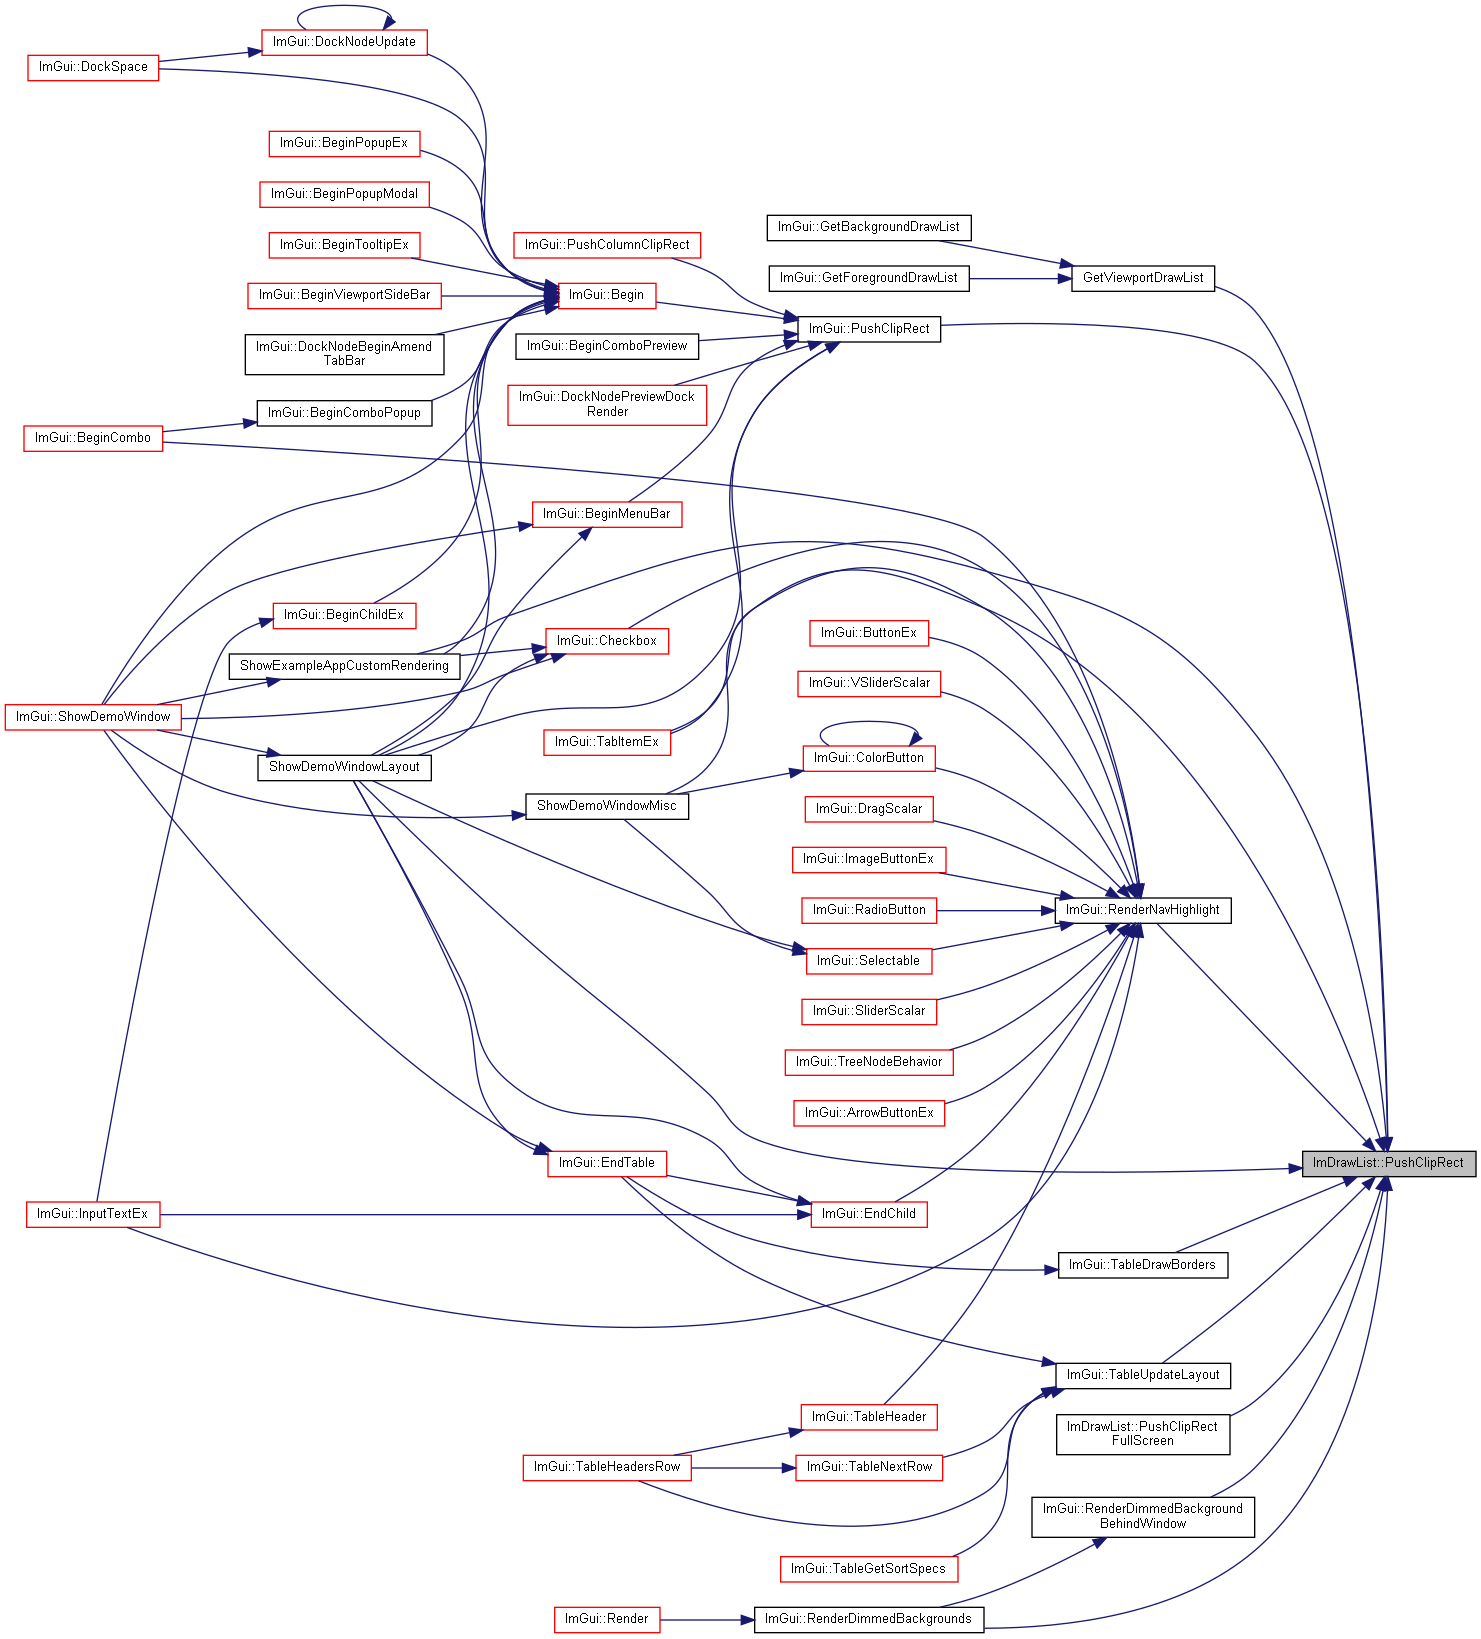 ImGui::DockNodeUpdate
ImGui::DockSpace
ImGui::BeginPopupEx
ImGui::BeginPopupModal
ImGui::GetBackgroundDrawList
ImGui::BeginTooltipEx
ImGui::PushColumnClipRect
ImGui::GetForegroundDrawList
GetViewportDrawList
ImGui::BeginViewportSideBar
ImGui::Begin
ImGui::PushClipRect
ImGui::DockNodeBeginAmend
TabBar
ImGui::BeginComboPreview
ImGui::DockNodePreviewDock
Render
ImGui::BeginComboPopup
ImGui::BeginCombo
ImGui::BeginMenuBar
ImGui::BeginChildEx
ImGui::ButtonEx
ImGui::Checkbox
ShowExampleAppCustomRendering
ImGui::VSliderScalar
ImGui::ShowDemoWindow
ImGui::TabItemEx
ImGui::ColorButton
ShowDemoWindowLayout
ShowDemoWindowMisc
ImGui::DragScalar
ImGui::ImageButtonEx
ImGui::RadioButton
ImGui::RenderNavHighlight
ImGui::Selectable
ImGui::SliderScalar
ImGui::TreeNodeBehavior
ImGui::ArrowButtonEx
ImGui::EndTable
ImDrawList::PushClipRect
ImGui::InputTextEx
ImGui::EndChild
ImGui::TableDrawBorders
ImGui::TableUpdateLayout
ImGui::TableHeader
ImDrawList::PushClipRect
FullScreen
ImGui::TableHeadersRow
ImGui::TableNextRow
ImGui::RenderDimmedBackground
BehindWindow
ImGui::TableGetSortSpecs
ImGui::Render
ImGui::RenderDimmedBackgrounds